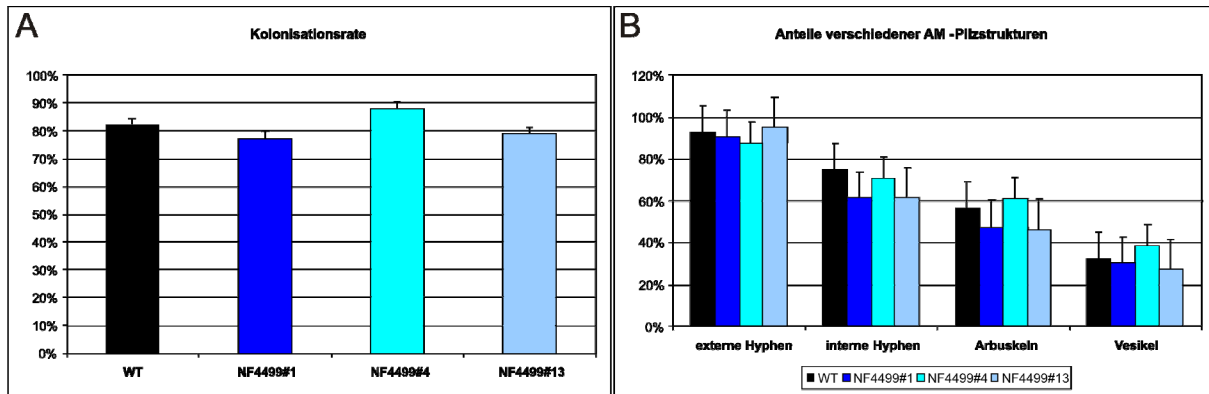 A
Kolonisationsrate
100%
90%
80%
70%
60%
50%
40%
30%
20%
10%
0%
WT NF4499#1 NF4499#4 NF4499#13
B
Anteile verschiedener AM -Pilzstrukturen
120%
100%
80%
60%
40%
20%
0%
externe Hyphen interne Hyphen Arbuskeln Vesikel
WT NF4499#1 NF4499#4 NF4499#13